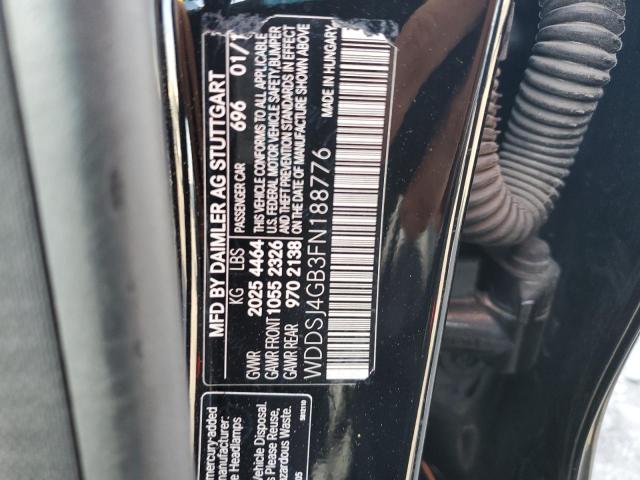 MFD BY DAIMLER AG STUTTGART
KG LBS PASSENGER CAR 696 01/1
GVWR 2025 4464 THIS VEHICLE CONFORMS TO ALL APPLICABLE
GAWR FRONT 1055 2326 U.S. FEDERAL MOTOR VEHICLE SAFETY, BUMPER
GAWR REAR 970 2138 AND THEFT PREVENTION STANDARDS IN EFFECT
ON THE DATE OF MANUFACTURE SHOWN ABOVE
WDDSJ4GB3FN188776 MADE IN HUNGARY
mercury-added
manufacturer:
e Headlamps
Vehicle Disposal.
s Please Reuse,
azardous Waste.